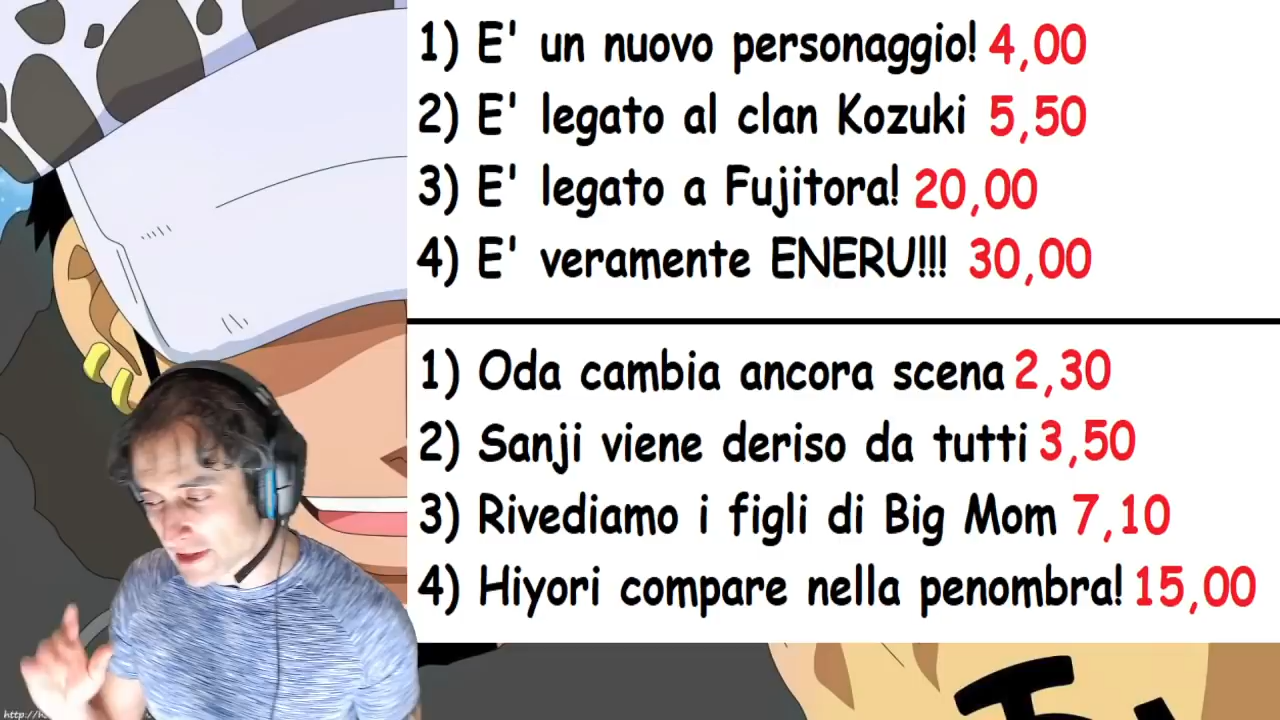 1) E' un nuovo personaggio! 4,00
2) E' legato al clan Kozuki 5,50
3) E' legato a Fujitora! 20,00
4) E' veramente ENERU!!! 30,00
1) Oda cambia ancora scena 2,30
2) Sanji viene deriso da tutti 3,50
3) Rivediamo i figli di Big Mom 7,10
4) Hiyori compare nella penombra! 15,00
http://